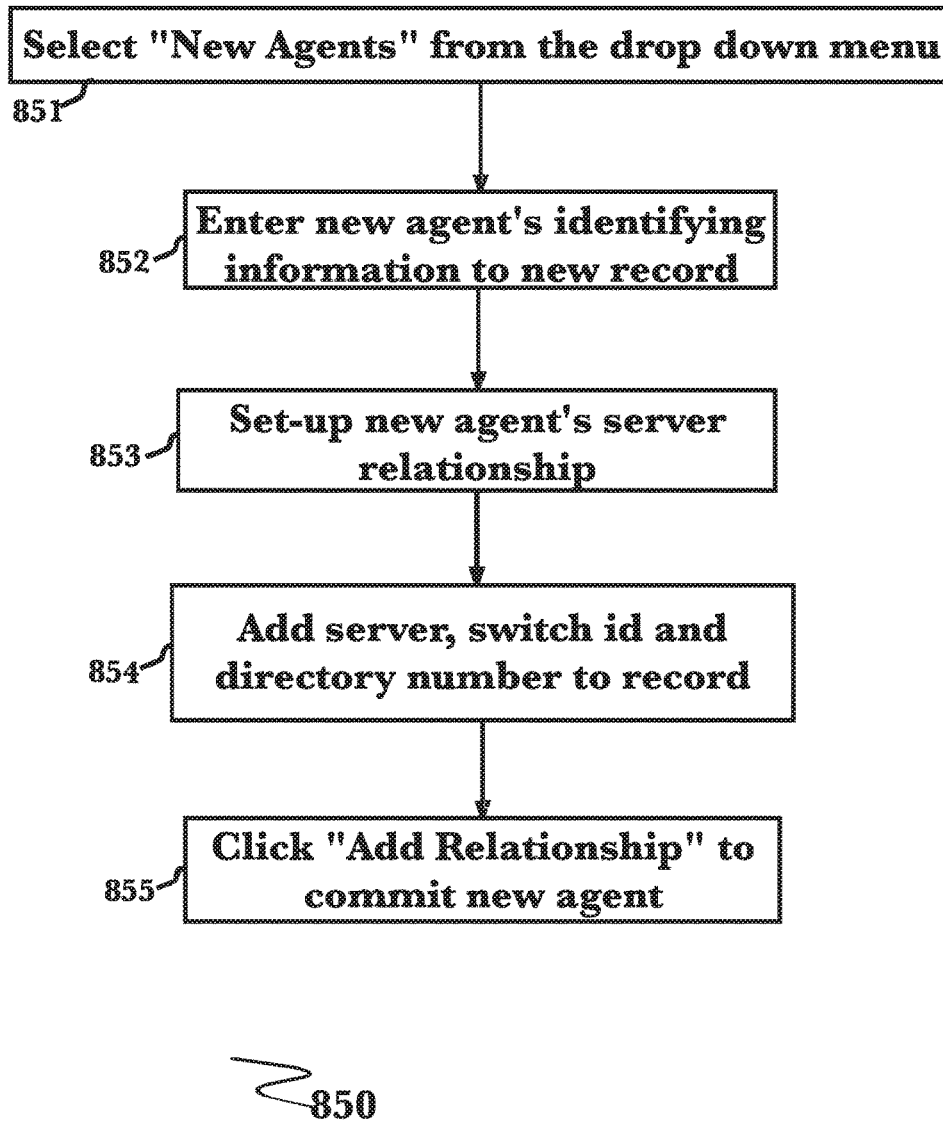 Select "New Agents" from the drop down menu
851
Enter new agent's identifying
information to new record
852
Set-up new agent's server
relationship
853
Add server, switch id and
directory number to record
854
Click "Add Relationship" to
commit new agent
855
850